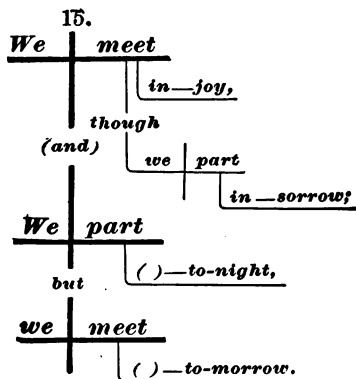 15.
We meet
in—joy,
though
(and)
we part
in—sorrow;
We part
( )—to-night,
but
we meet
( )—to-morrow.